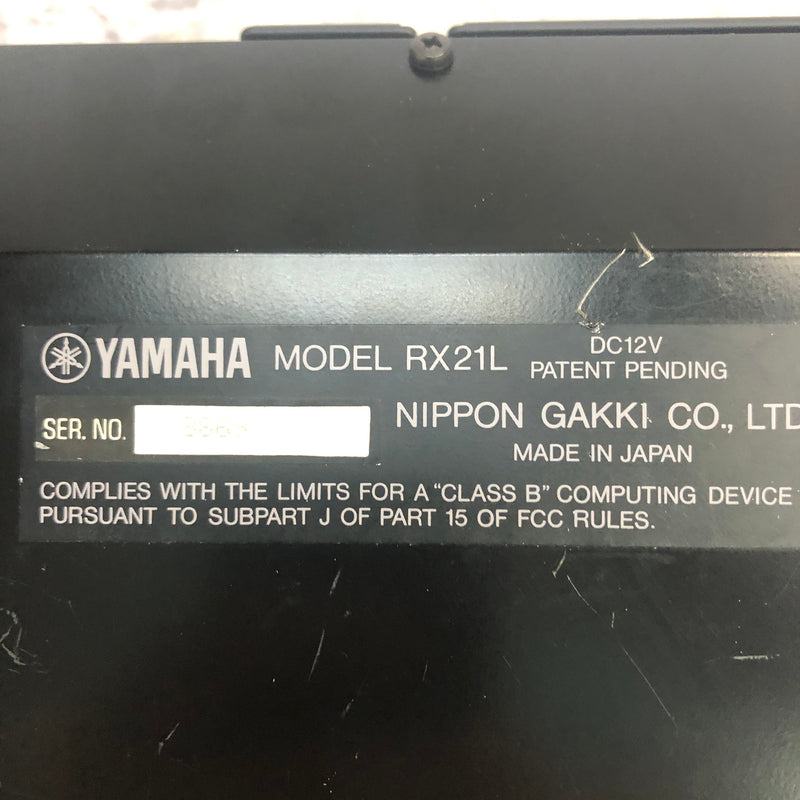 YAMAHA MODEL RX21L DC12V
PATENT PENDING
SER. NO.
NIPPON GAKKI CO., LTD
MADE IN JAPAN
COMPLIES WITH THE LIMITS FOR A "CLASS B" COMPUTING DEVICE
PURSUANT TO SUBPART J OF PART 15 OF FCC RULES.